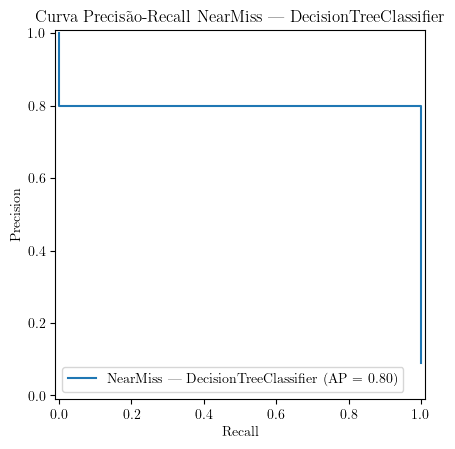 Curva Precisão-Recall NearMiss — DecisionTreeClassifier
1.0
0.8
0.6
0.4
0.2
0.0
Precision
NearMiss — DecisionTreeClassifier (AP = 0.80)
0.0 0.2 0.4 0.6 0.8 1.0
Recall